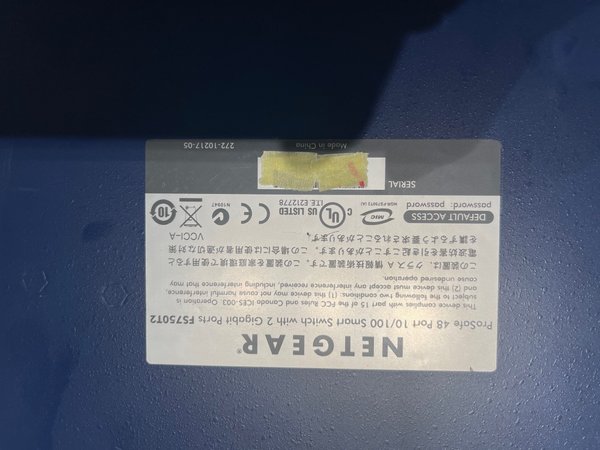 NETGEAR®
ProSafe 48 Port 10/100 Smart Switch with 2 Gigabit Ports FS750T2
This device complies with part 15 of the FCC Rules and Canada ICES-003. Operation is
subject to the following two conditions: (1) this device may not cause harmful interference,
and (2) this device must accept any interference received, including interference that may
cause undesired operation.
この装置は、クラスA 情報技術装置です。この装置を家庭環境で使用すると
電波妨害を引き起こすことがあります。この場合には使用者が適切な対策
を講ずるよう要求されることがあります。
VCCI-A
DEFAULT ACCESS
password: password
MIC
C UL US LISTED
I.T.E. E212778
CE
N10947
10
SERIAL
Made in China
272-10217-05